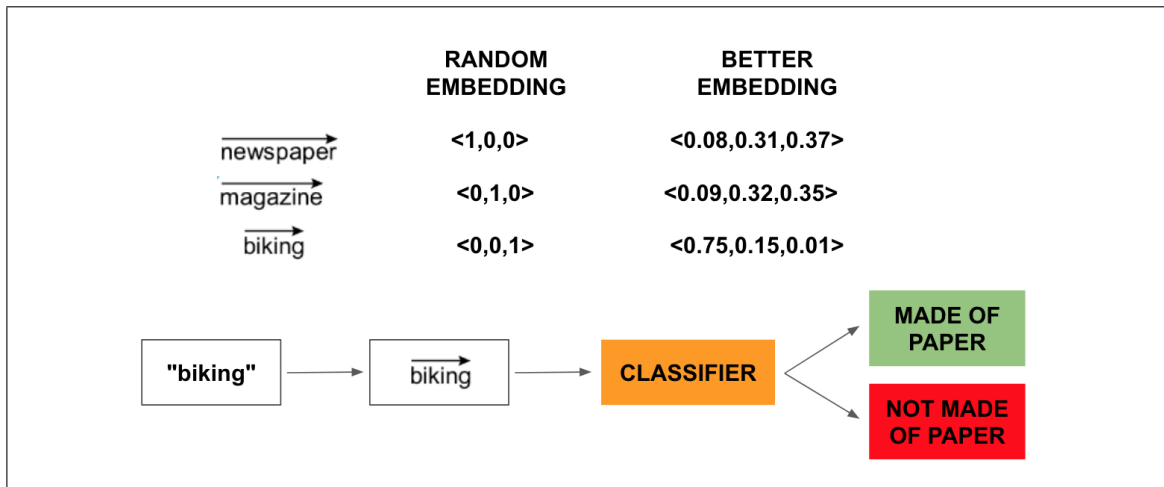 RANDOM EMBEDDING
BETTER EMBEDDING
newspaper <1,0,0> <0.08,0.31,0.37>
magazine <0,1,0> <0.09,0.32,0.35>
biking <0,0,1> <0.75,0.15,0.01>
"biking"
biking
CLASSIFIER
MADE OF
PAPER
NOT MADE
OF PAPER